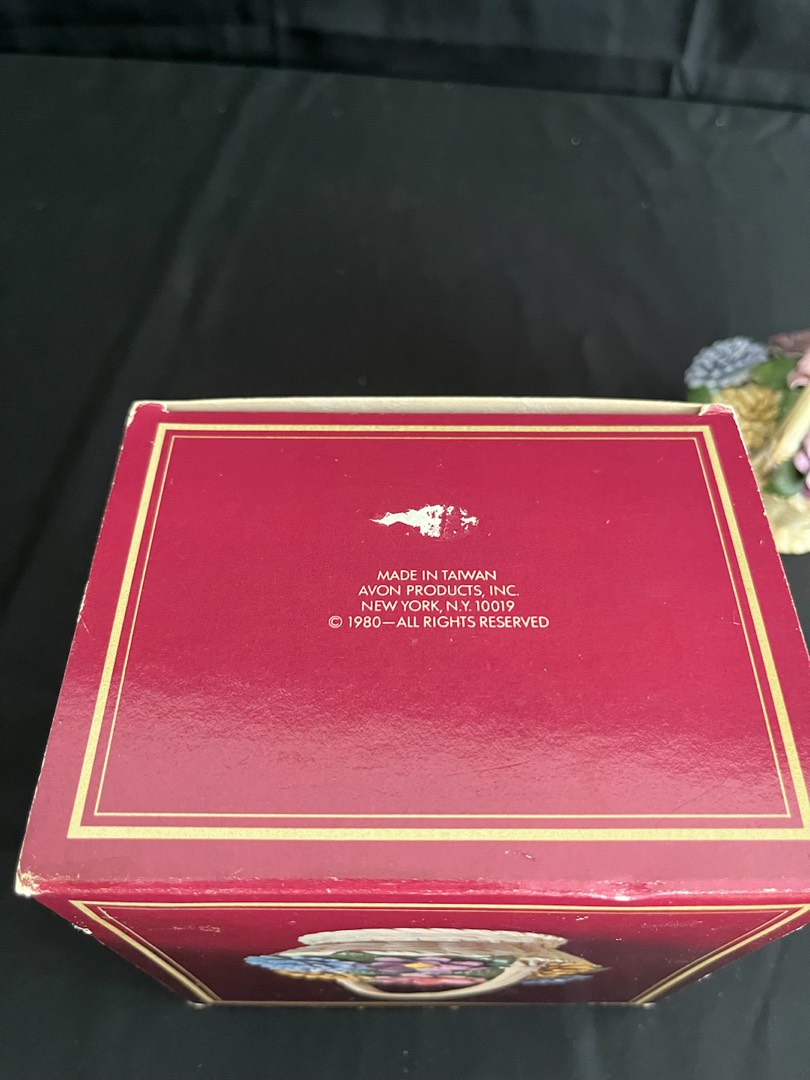 MADE IN TAIWAN
AVON PRODUCTS, INC.
NEW YORK, N.Y. 10019
© 1980—ALL RIGHTS RESERVED